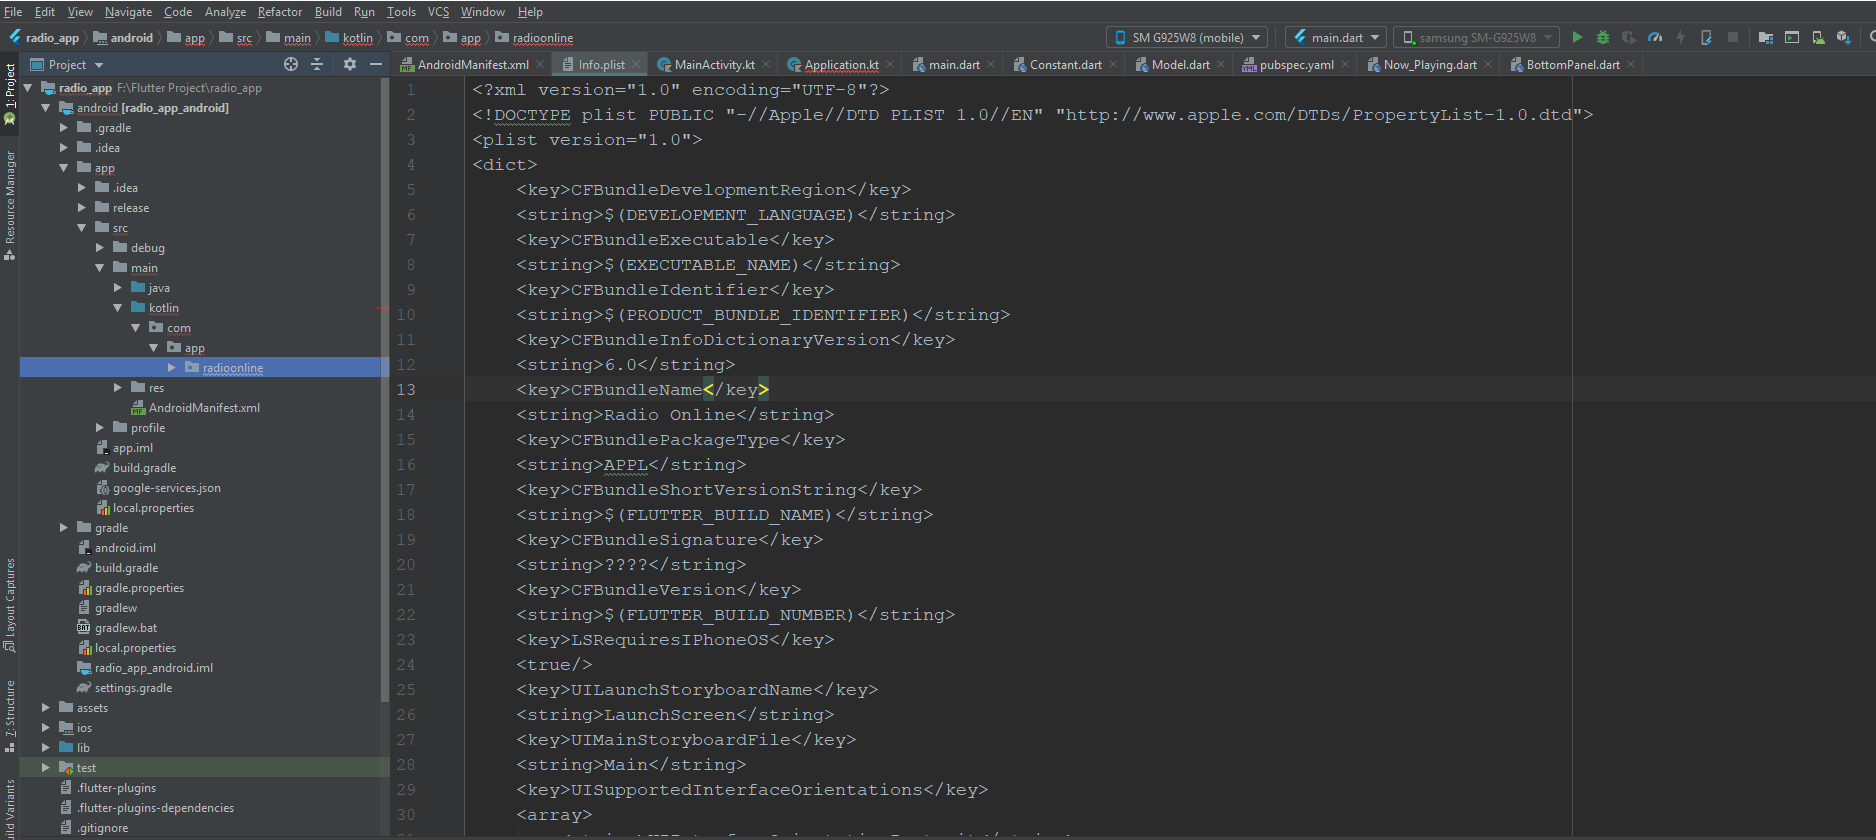 File Edit View Navigate Code Analyze Refactor Build Run Tools VCS Window Help
radio_app android app src main kotlin com app radioonline SM G925W8 (mobile) main.dart samsung SM-G925W8
Project AndroidManifest.xml Info.plist MainActivity.kt Application.kt main.dart Constant.dart Model.dart pubspec.yaml Now_Playing.dart BottomPanel.dart
1: Project
Resource Manager
Layout Captures
Z: Structure
ild Variants
radio_app F:\Flutter Project\radio_app
android [radio_app_android]
.gradle
.idea
app
.idea
release
src
debug
main
java
kotlin
com
app
radioonline
res
AndroidManifest.xml
profile
app.iml
build.gradle
google-services.json
local.properties
gradle
android.iml
build.gradle
gradle.properties
gradlew
gradlew.bat
local.properties
radio_app_android.iml
settings.gradle
assets
ios
lib
test
.flutter-plugins
.flutter-plugins-dependencies
.gitignore
1 <?xml version="1.0" encoding="UTF-8"?>
2 <!DOCTYPE plist PUBLIC "-//Apple//DTD PLIST 1.0//EN" "http://www.apple.com/DTDs/PropertyList-1.0.dtd">
3 <plist version="1.0">
4 <dict>
5 <key>CFBundleDevelopmentRegion</key>
6 <string>$(DEVELOPMENT_LANGUAGE)</string>
7 <key>CFBundleExecutable</key>
8 <string>$(EXECUTABLE_NAME)</string>
9 <key>CFBundleIdentifier</key>
10 <string>$(PRODUCT_BUNDLE_IDENTIFIER)</string>
11 <key>CFBundleInfoDictionaryVersion</key>
12 <string>6.0</string>
13 <key>CFBundleName</key>
14 <string>Radio Online</string>
15 <key>CFBundlePackageType</key>
16 <string>APPL</string>
17 <key>CFBundleShortVersionString</key>
18 <string>$(FLUTTER_BUILD_NAME)</string>
19 <key>CFBundleSignature</key>
20 <string>????</string>
21 <key>CFBundleVersion</key>
22 <string>$(FLUTTER_BUILD_NUMBER)</string>
23 <key>LSRequiresIPhoneOS</key>
24 <true/>
25 <key>UILaunchStoryboardName</key>
26 <string>LaunchScreen</string>
27 <key>UIMainStoryboardFile</key>
28 <string>Main</string>
29 <key>UISupportedInterfaceOrientations</key>
30 <array>